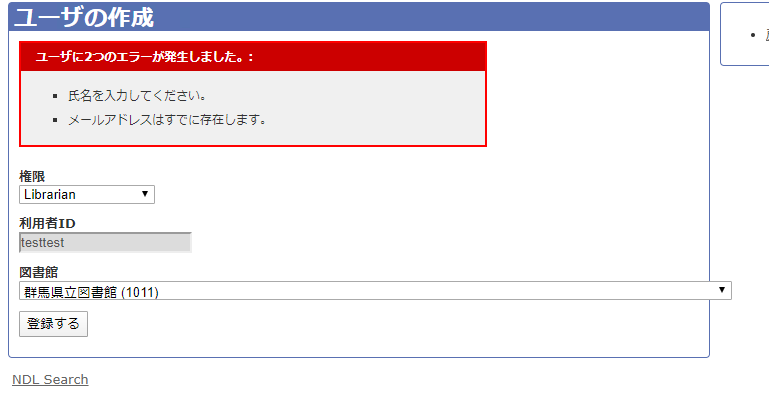 ユーザの作成
ユーザに2つのエラーが発生しました。:
氏名を入力してください。
メールアドレスはすでに存在します。
権限
Librarian
利用者ID
testtest
図書館
群馬県立図書館 (1011)
登録する
NDL Search